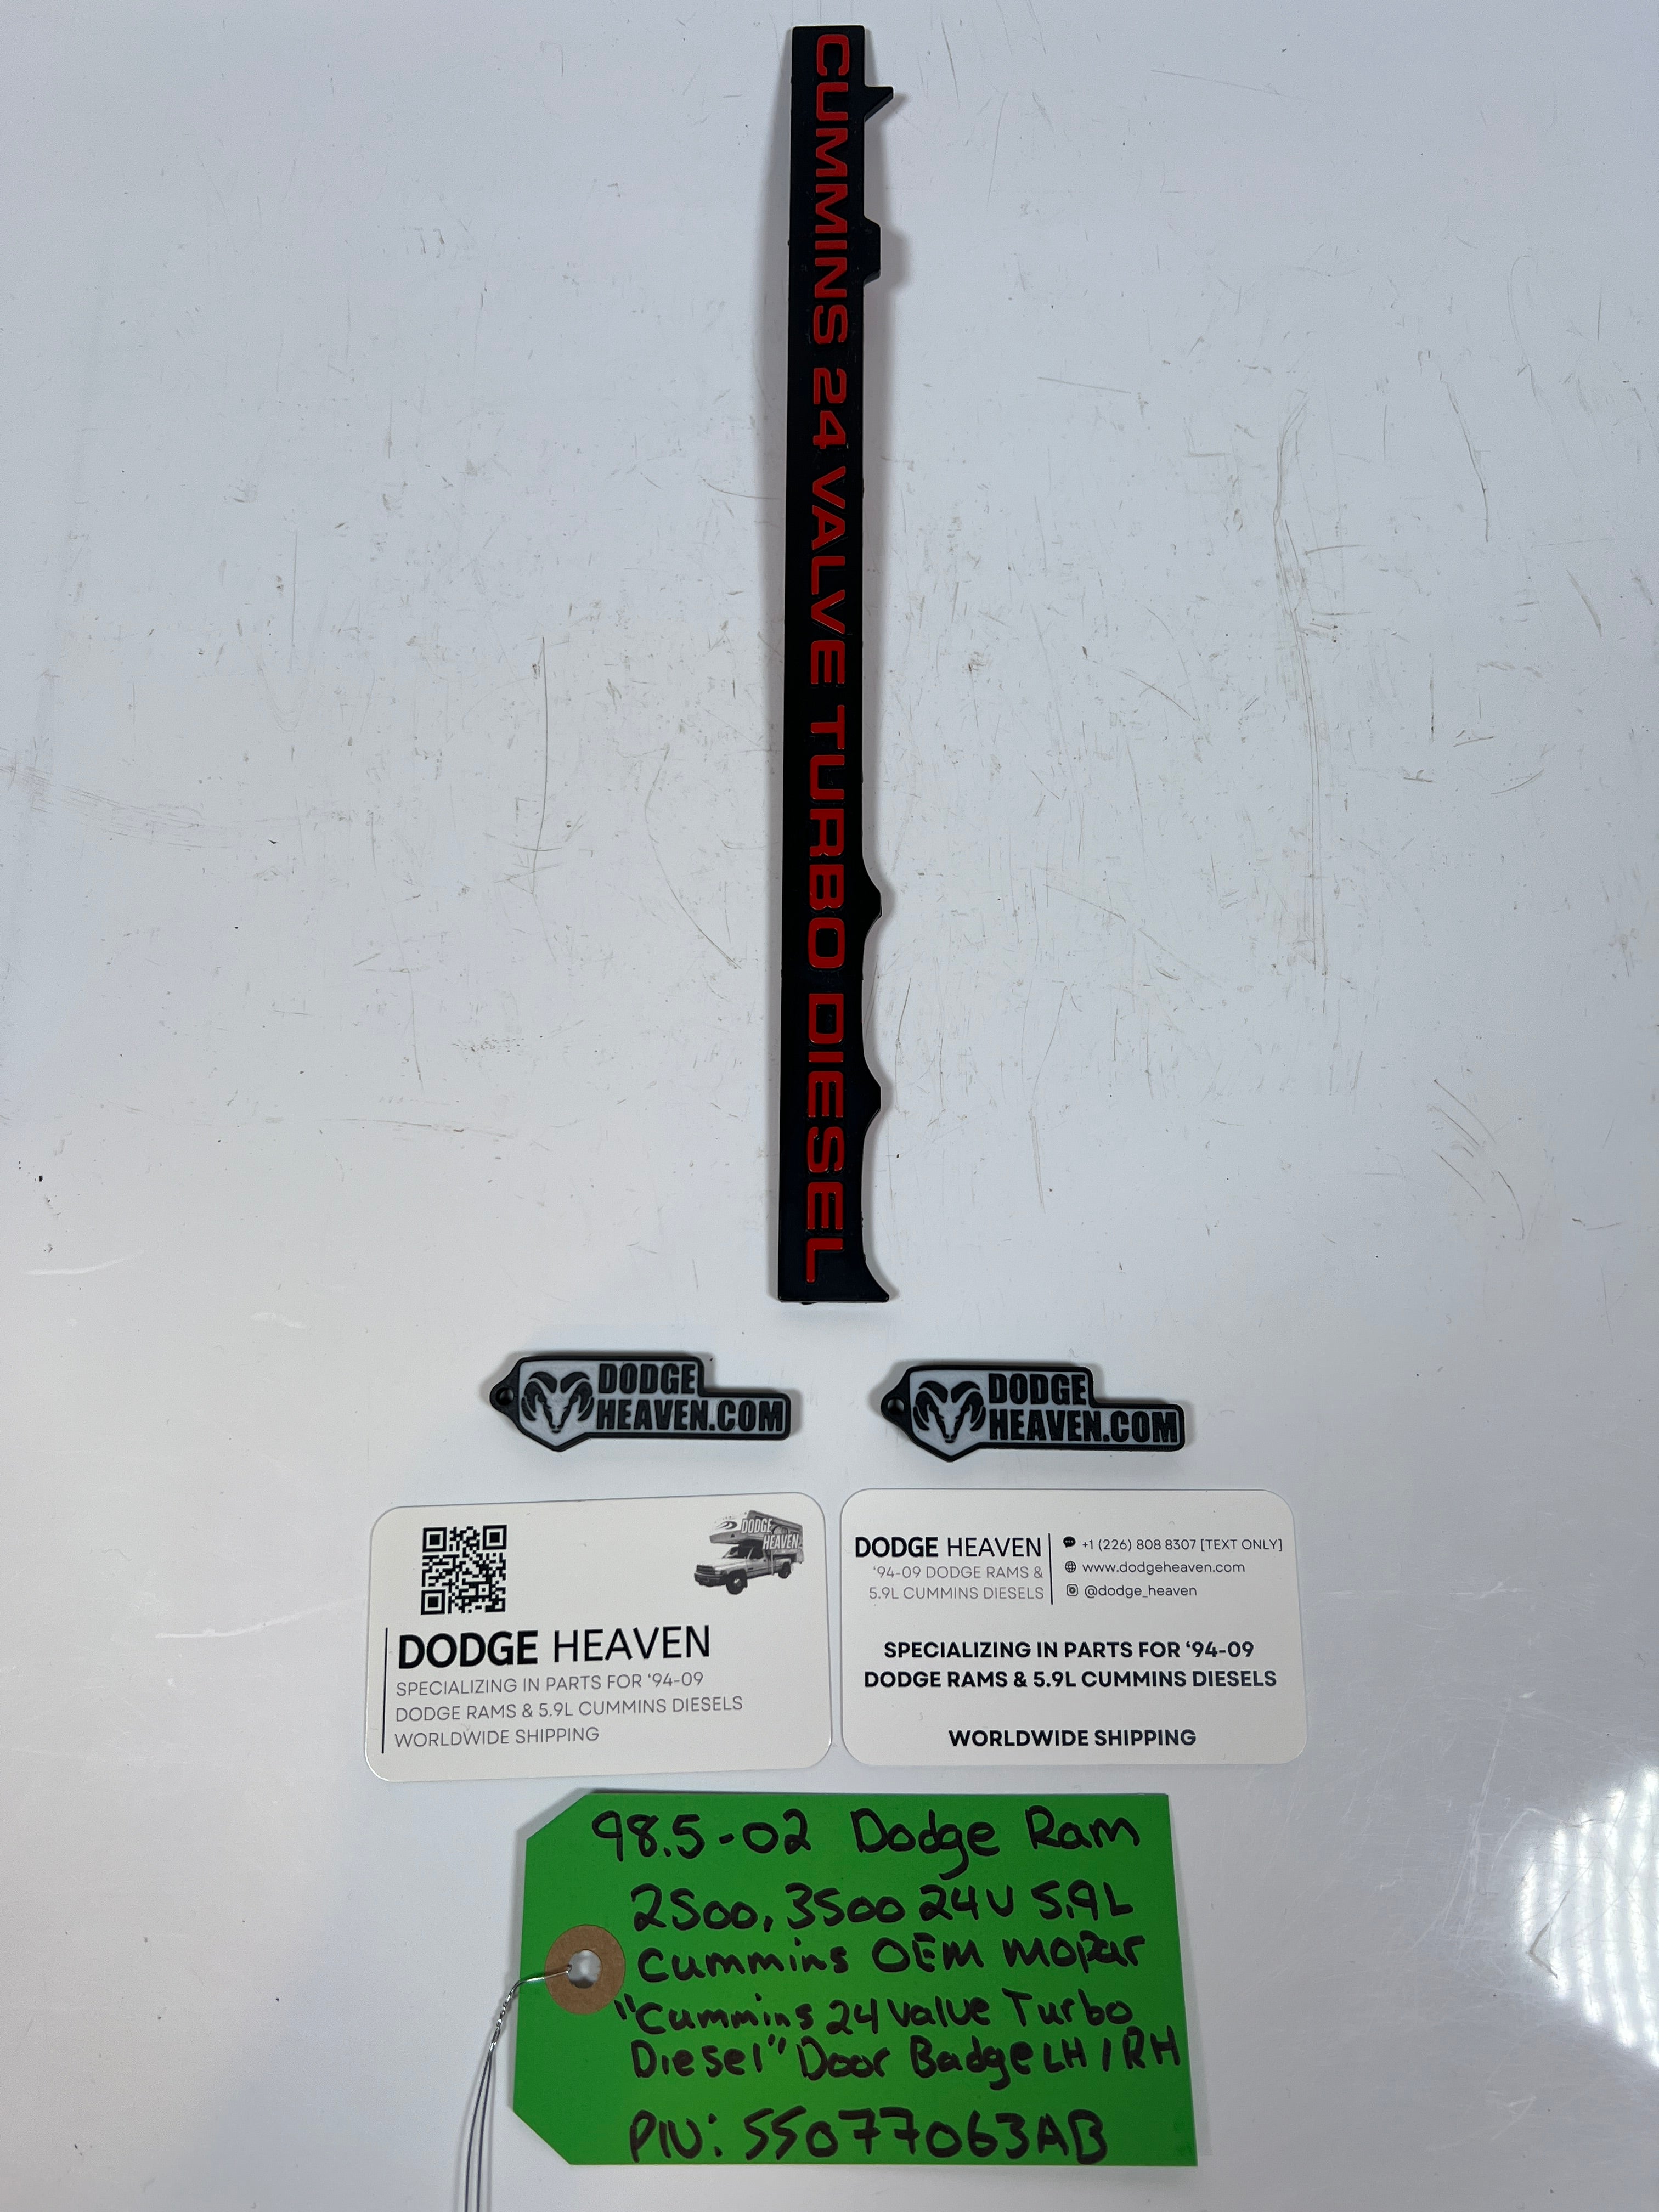 CUMMINS 24 VALVE TURBO DIESEL
DODGE
HEAVEN.COM
DODGE
HEAVEN.COM
DODGE
HEAVEN
DODGE HEAVEN
SPECIALIZING IN PARTS FOR ‘94-09
DODGE RAMS & 5.9L CUMMINS DIESELS
WORLDWIDE SHIPPING
DODGE HEAVEN
'94-09 DODGE RAMS &
5.9L CUMMINS DIESELS
+1 (226) 808 8307 [TEXT ONLY]
www.dodgeheaven.com
@dodge_heaven
SPECIALIZING IN PARTS FOR ‘94-09
DODGE RAMS & 5.9L CUMMINS DIESELS
WORLDWIDE SHIPPING
98.5-02 Dodge Ram
2500, 3500 24V 5.9L
Cummins OEM Mopar
"Cummins 24 Valve Turbo
Diesel" Door Badge LH/RH
P/N: 55077063AB